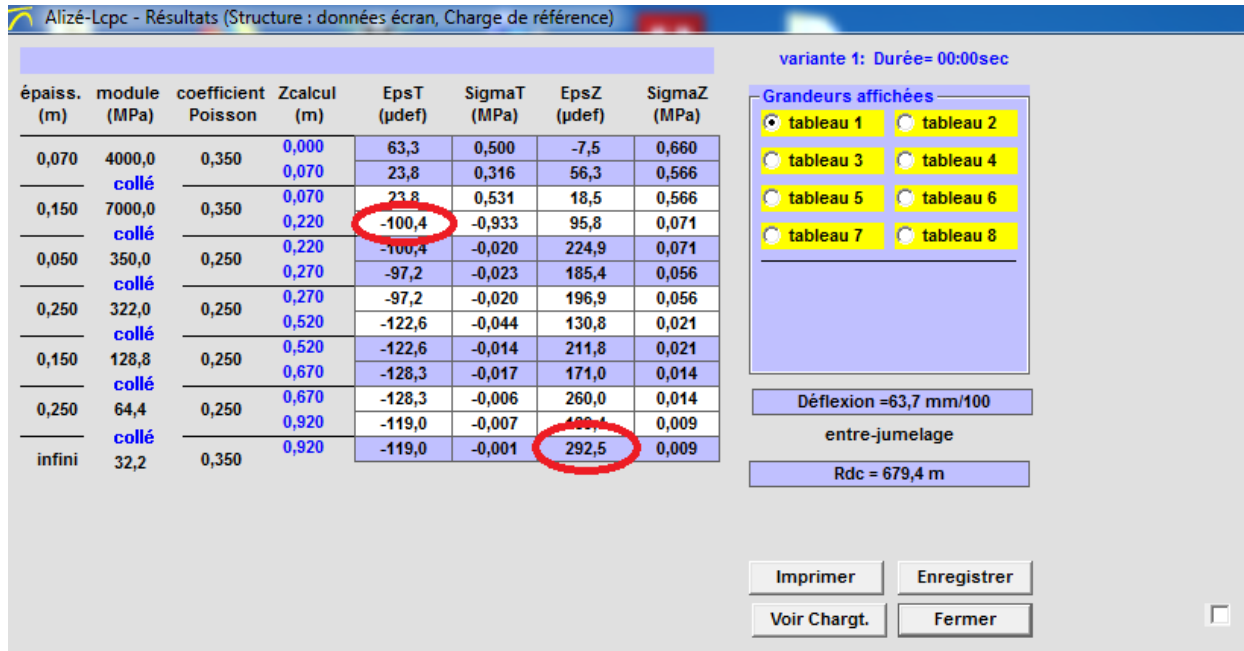 Alizé-Lcpc - Résultats (Structure : données écran, Charge de référence)
variante 1: Durée= 00:00sec
épaiss. module coefficient Zcalcul EpsT SigmaT EpsZ SigmaZ
(m) (MPa) Poisson (m) (µdef) (MPa) (µdef) (MPa)
0,000 63,3 0,500 -7,5 0,660
0,070 4000,0 0,350
0,070 23,8 0,316 56,3 0,566
collé
0,070 23,8 0,531 18,5 0,566
0,150 7000,0 0,350
0,220 -100,4 -0,933 95,8 0,071
collé
0,220 -100,4 -0,020 224,9 0,071
0,050 350,0 0,250
0,270 -97,2 -0,023 185,4 0,056
collé
0,270 -97,2 -0,020 196,9 0,056
0,250 322,0 0,250
0,520 -122,6 -0,044 130,8 0,021
collé
0,520 -122,6 -0,014 211,8 0,021
0,150 128,8 0,250
0,670 -128,3 -0,017 171,0 0,014
collé
0,670 -128,3 -0,006 260,0 0,014
0,250 64,4 0,250
0,920 -119,0 -0,007 0,009
collé
0,920 -119,0 -0,001 292,5 0,009
infini 32,2 0,350
Grandeurs affichées
tableau 1 tableau 2
tableau 3 tableau 4
tableau 5 tableau 6
tableau 7 tableau 8
Déflexion =63,7 mm/100
entre-jumelage
Rdc = 679,4 m
Imprimer Enregistrer
Voir Chargt. Fermer